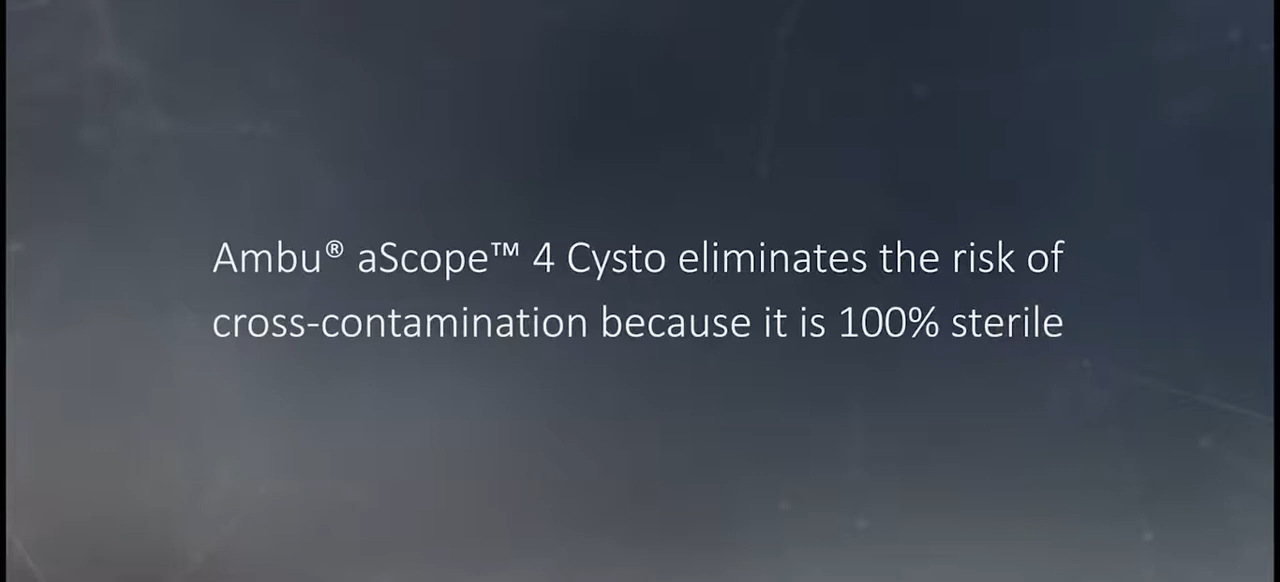 Ambu® aScope™ 4 Cysto eliminates the risk of
cross-contamination because it is 100% sterile